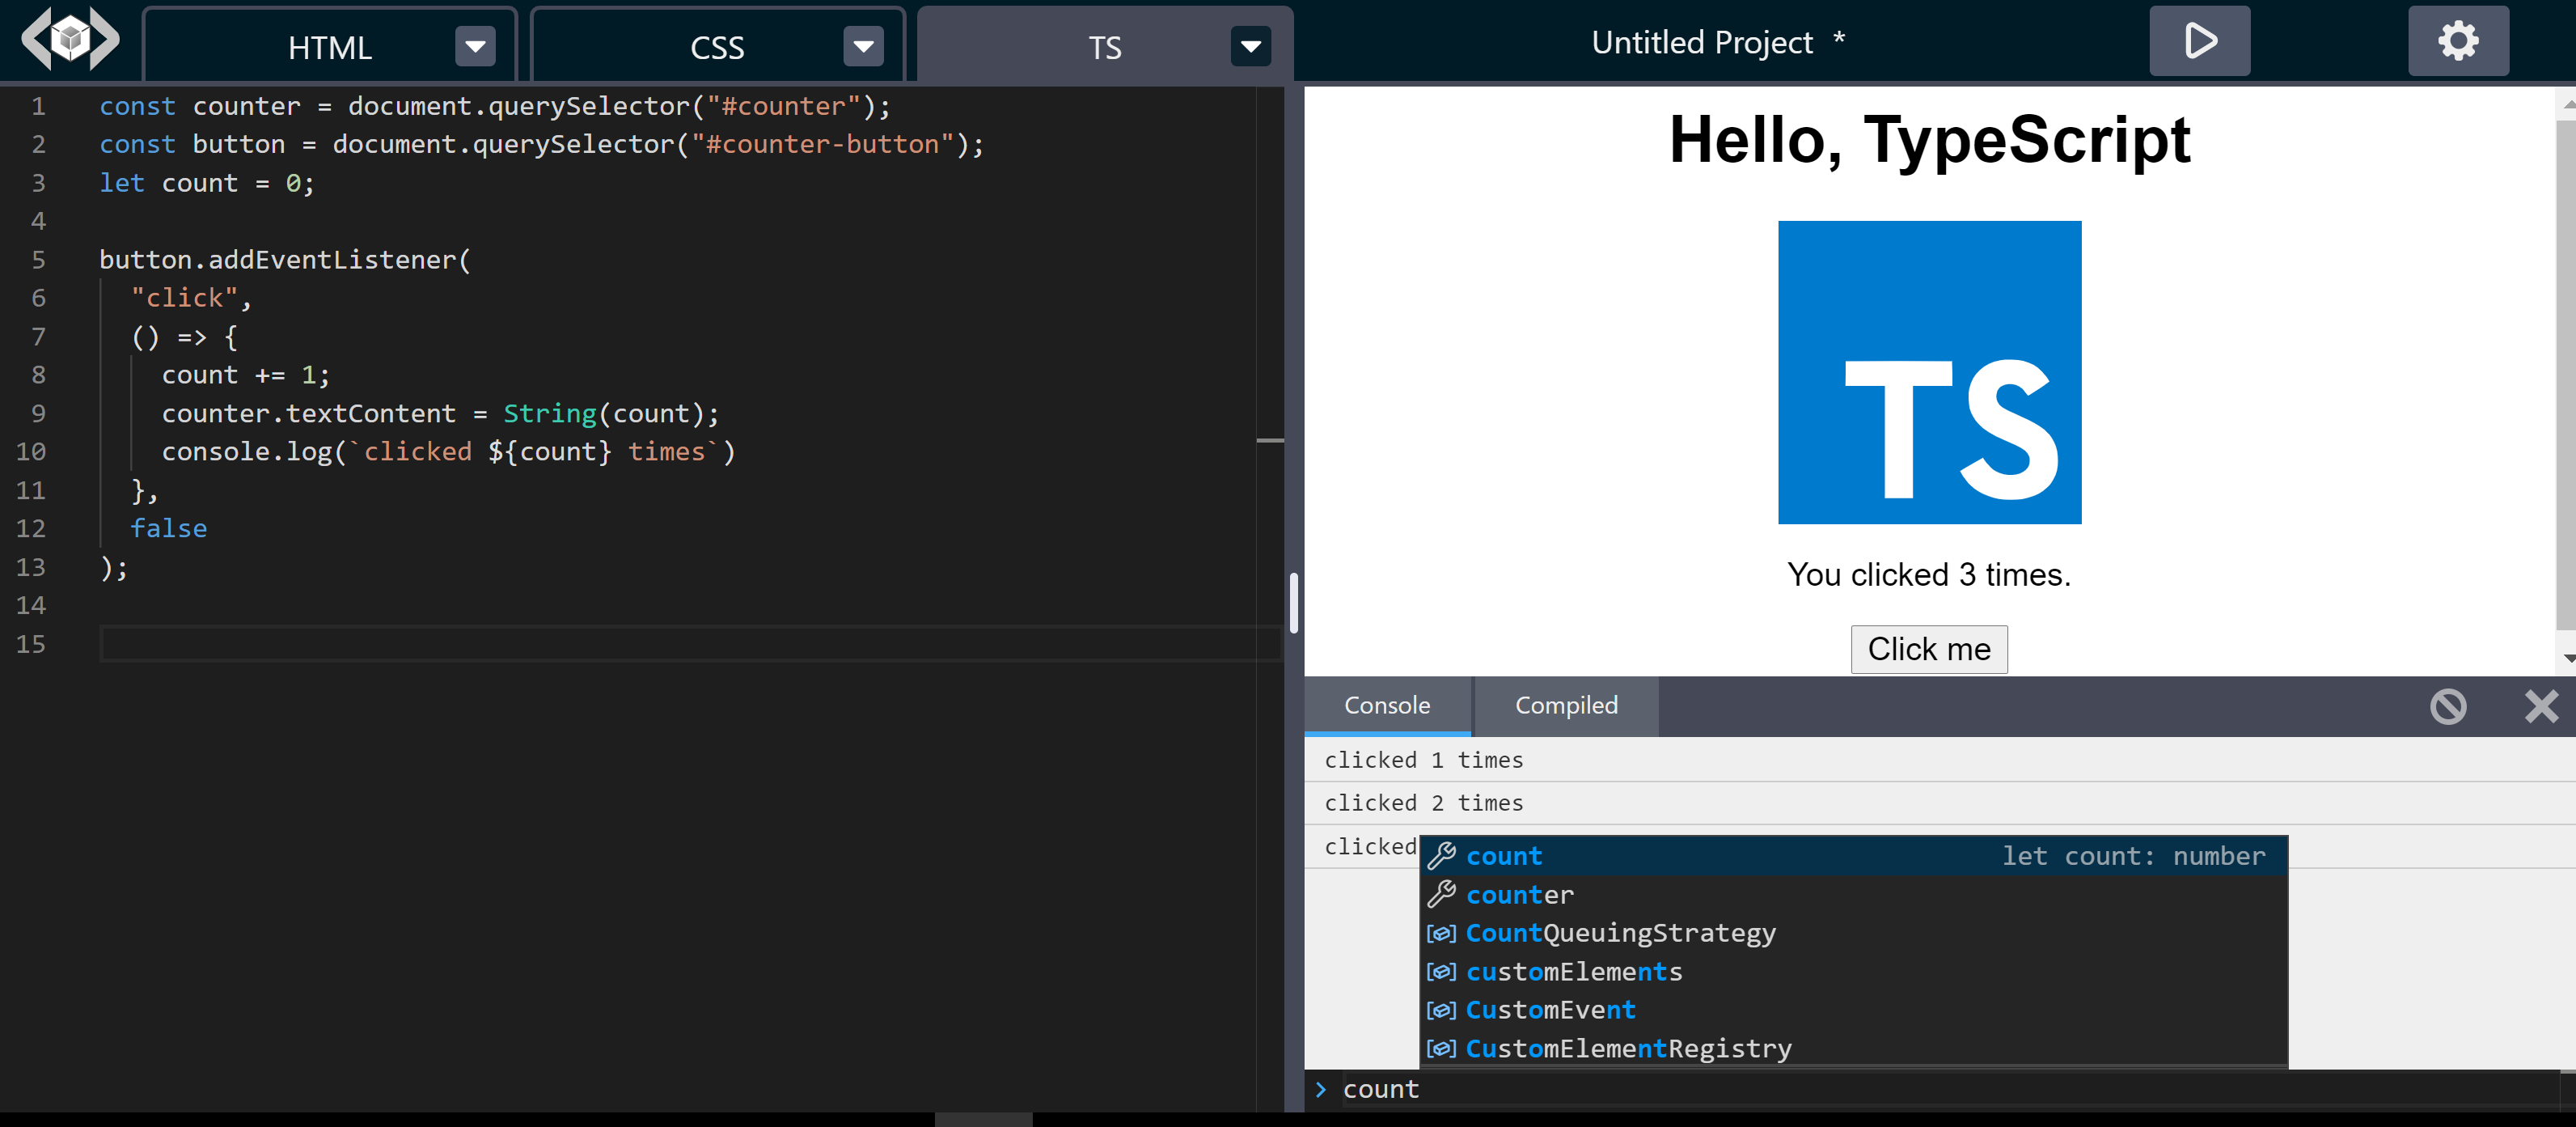 HTML
CSS
TS
Untitled Project *
1 const counter = document.querySelector("#counter");
2 const button = document.querySelector("#counter-button");
3 let count = 0;
4
5 button.addEventListener(
6 "click",
7 () => {
8 count += 1;
9 counter.textContent = String(count);
10 console.log(`clicked ${count} times`)
11 },
12 false
13 );
14
15
Hello, TypeScript
TS
You clicked 3 times.
Click me
Console
Compiled
clicked 1 times
clicked 2 times
clicked
count let count: number
counter
CountQueuingStrategy
customElements
CustomEvent
CustomElementRegistry
> count